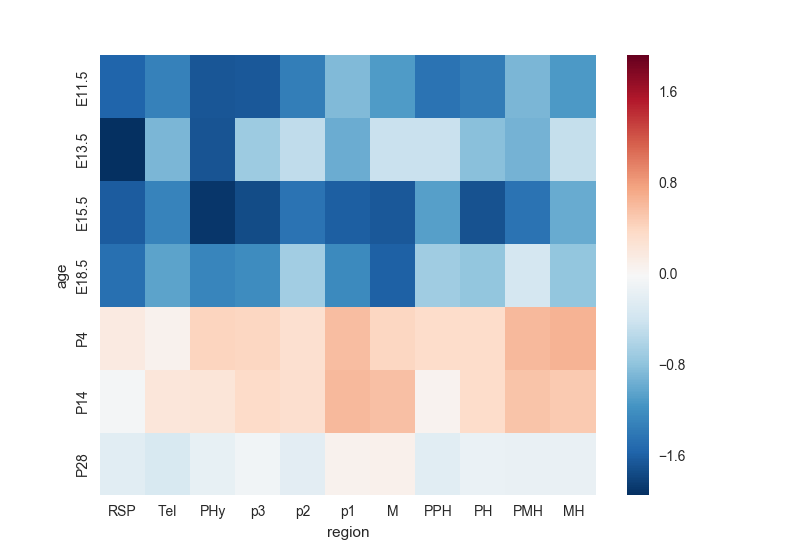 age
E11.5
E13.5
E15.5
E18.5
P4
P14
P28
RSP Tel PHy p3 p2 p1 M PPH PH PMH MH
region
1.6
0.8
0.0
−0.8
−1.6